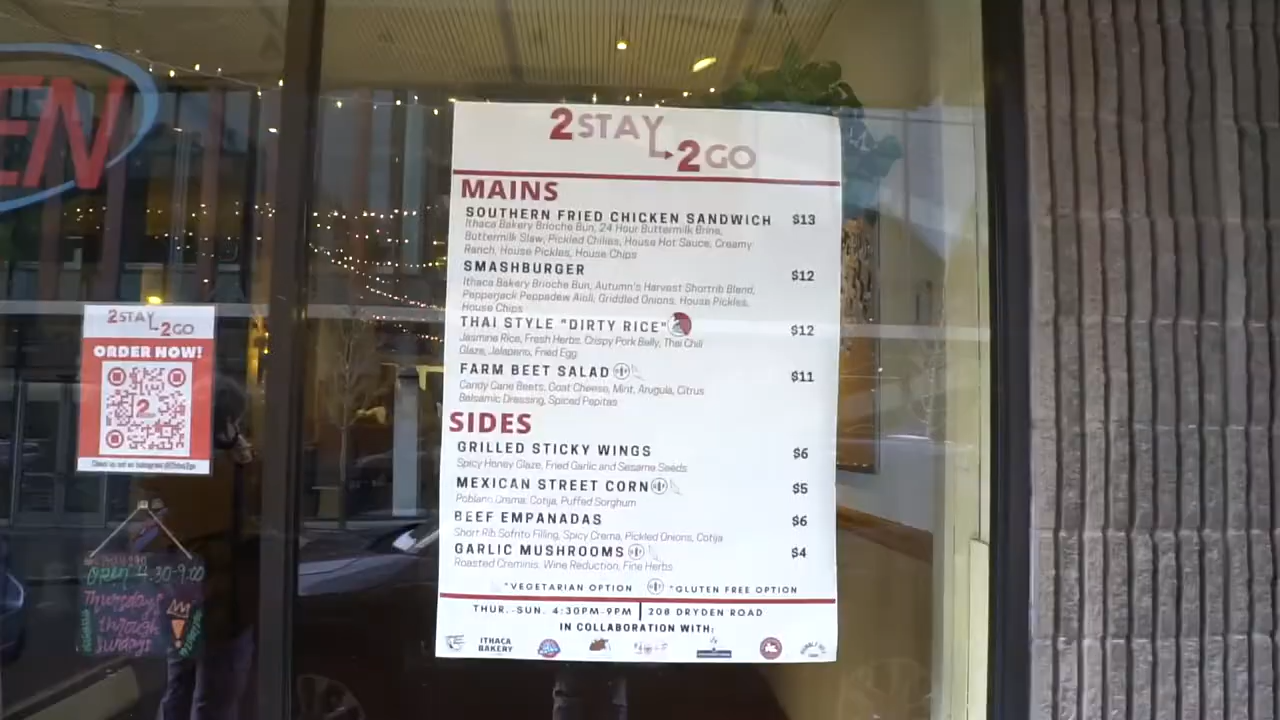 EN
2STAY
2GO
MAINS
SOUTHERN FRIED CHICKEN SANDWICH $13
Ithaca Bakery Brioche Bun, 24 Hour Buttermilk Brine,
Buttermilk Slaw, Pickled Chilies, House Hot Sauce, Creamy
Ranch, House Pickles, House Chips
SMASHBURGER $12
Ithaca Bakery Brioche Bun, Autumn's Harvest Shortrib Blend,
Pepperjack Peppadew Aioli, Griddled Onions, House Pickles,
House Chips
THAI STYLE "DIRTY RICE" $12
Jasmine Rice, Fresh Herbs, Crispy Pork Belly, Thai Chili
Glaze, Jalapeno, Fried Egg
FARM BEET SALAD $11
Candy Cane Beets, Goat Cheese, Mint, Arugula, Citrus
Balsamic Dressing, Spiced Pepitas
SIDES
GRILLED STICKY WINGS $6
Spicy Honey Glaze, Fried Garlic and Sesame Seeds
MEXICAN STREET CORN $5
Poblano Crema, Cotija, Puffed Sorghum
BEEF EMPANADAS $6
Short Rib Sofrito Filling, Spicy Crema, Pickled Onions, Cotija
GARLIC MUSHROOMS $4
Roasted Creminis, Wine Reduction, Fine Herbs
*VEGETARIAN OPTION *GLUTEN FREE OPTION
THUR.-SUN. 4:30PM-9PM 208 DRYDEN ROAD
IN COLLABORATION WITH:
ITHACA
BAKERY
2STAY
2GO
ORDER NOW!
2
Open 4:30-9:00
Thursdays
through
Sundays